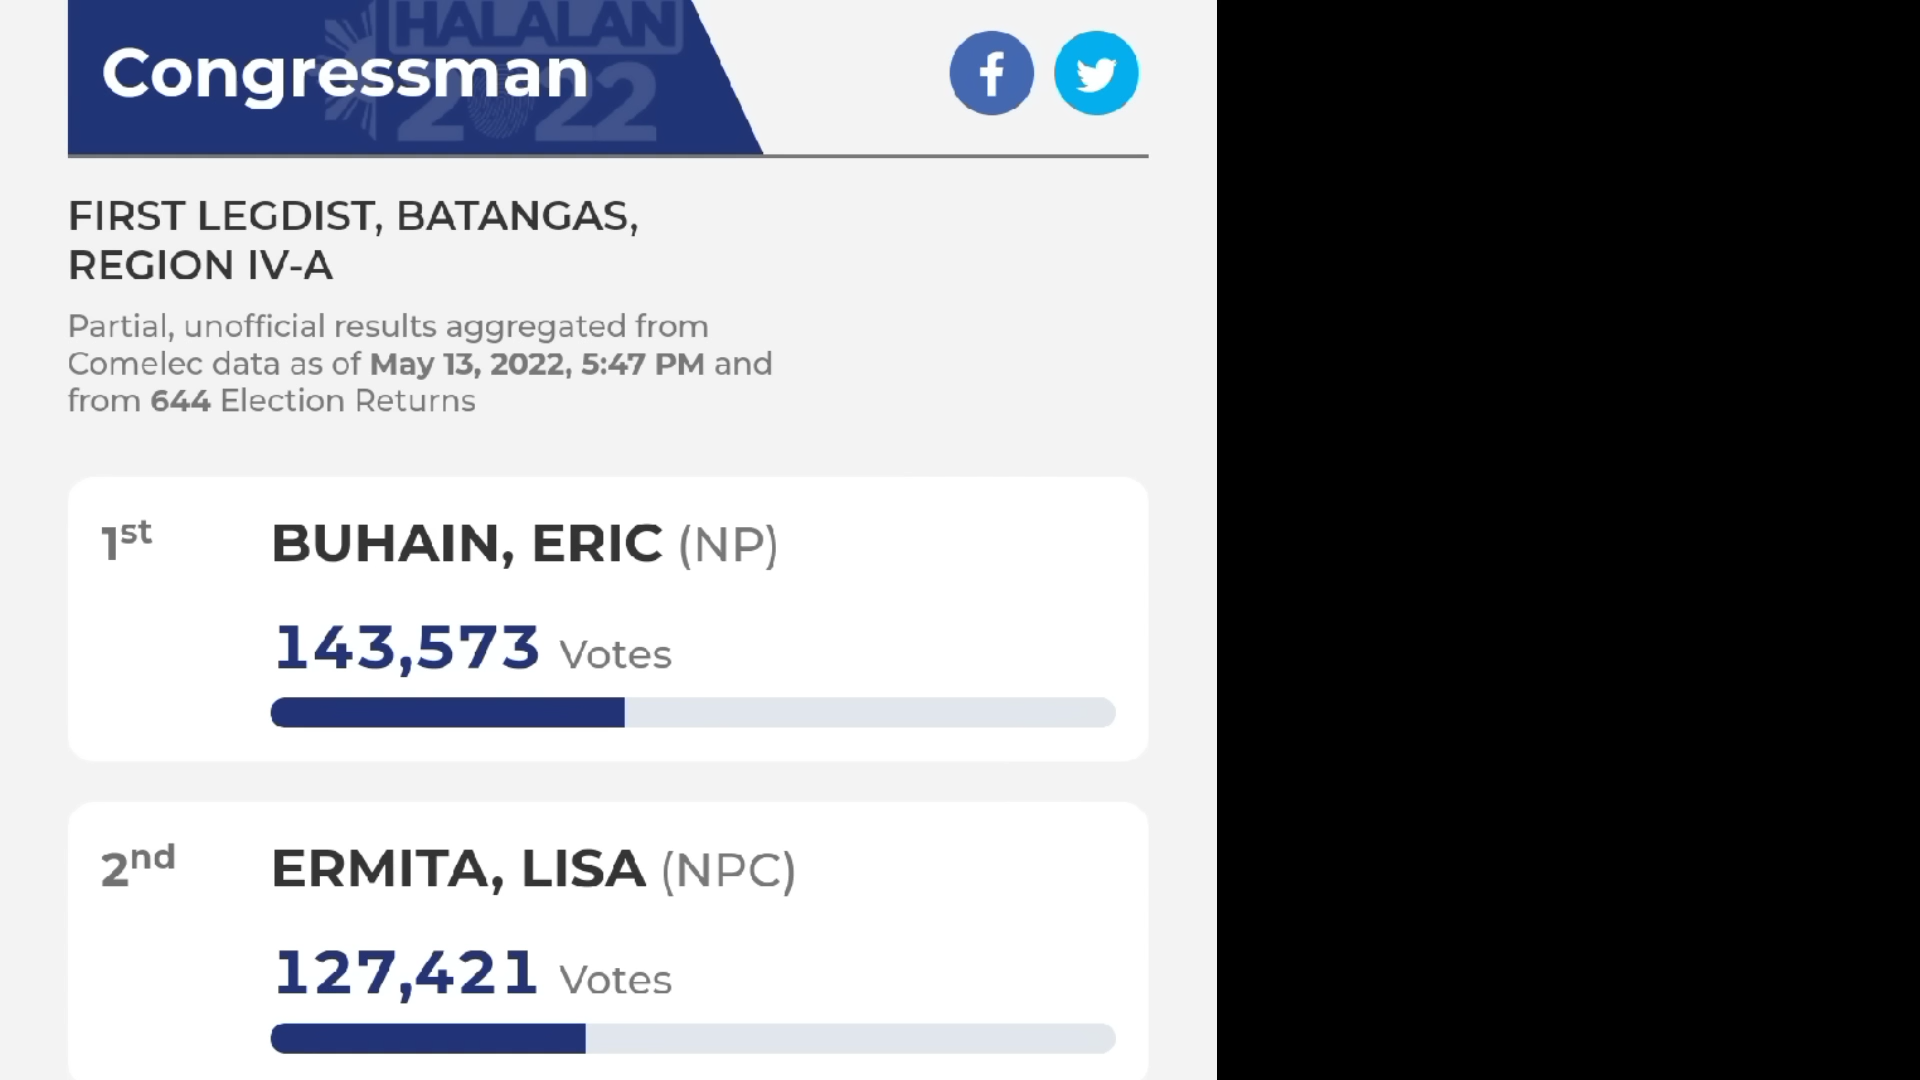 HALALAN
2022
Congressman
FIRST LEGDIST, BATANGAS,
REGION IV-A
Partial, unofficial results aggregated from
Comelec data as of May 13, 2022, 5:47 PM and
from 644 Election Returns
1st BUHAIN, ERIC (NP)
143,573 Votes
2nd ERMITA, LISA (NPC)
127,421 Votes